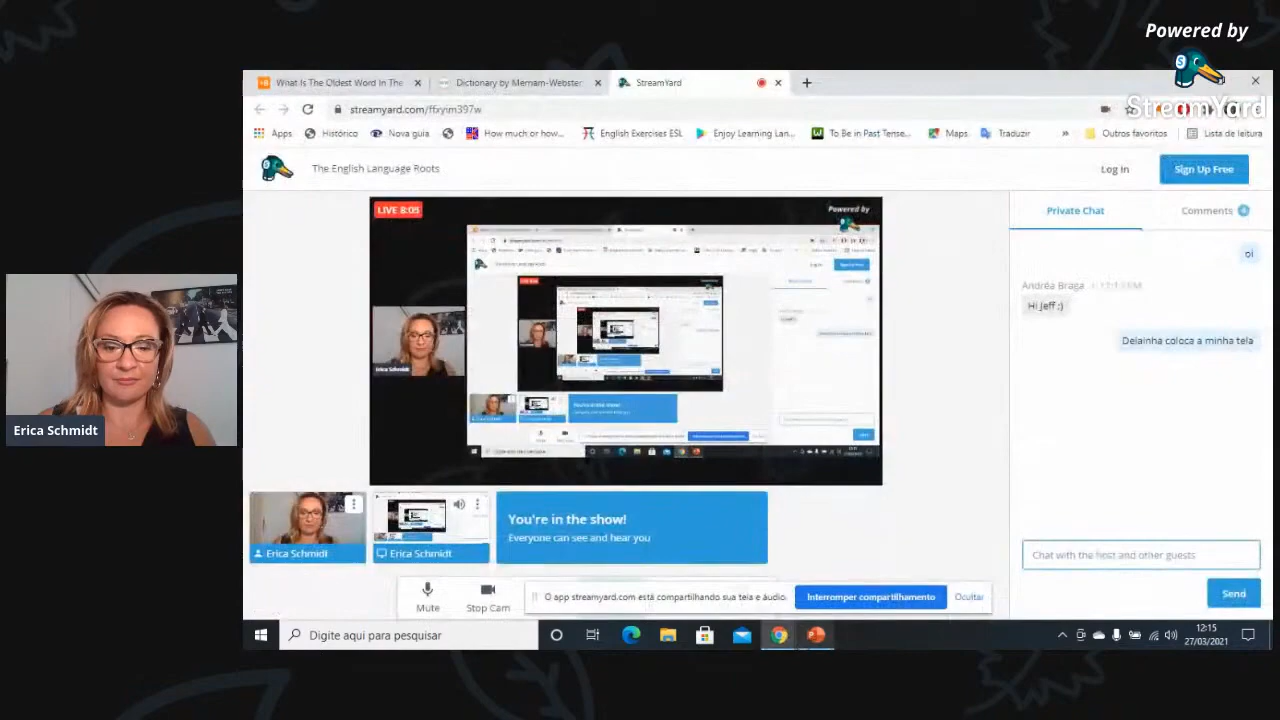 Powered by
StreamYard
What Is The Oldest Word In The
Dictionary by Merriam-Webster
StreamYard
streamyard.com/ffxyim397w
Apps
Histórico
Nova guia
How much or how...
English Exercises ESL
Enjoy Learning Lan...
To Be in Past Tense...
Maps
Traduzir
»
Outros favoritos
Lista de leitura
The English Language Roots
Log in
Sign Up Free
LIVE 8:05
Powered by
Erica Schmidt
Private Chat
Comments 4
oi
Andréa Braga
Hi Jeff ;)
Delainha coloca a minha tela
Erica Schmidt
Erica Schmidt
Erica Schmidt
You're in the show!
Everyone can see and hear you
Chat with the host and other guests
Send
Mute
Stop Cam
O app streamyard.com está compartilhando sua tela e áudio.
Interromper compartilhamento
Ocultar
Digite aqui para pesquisar
12:15
27/03/2021